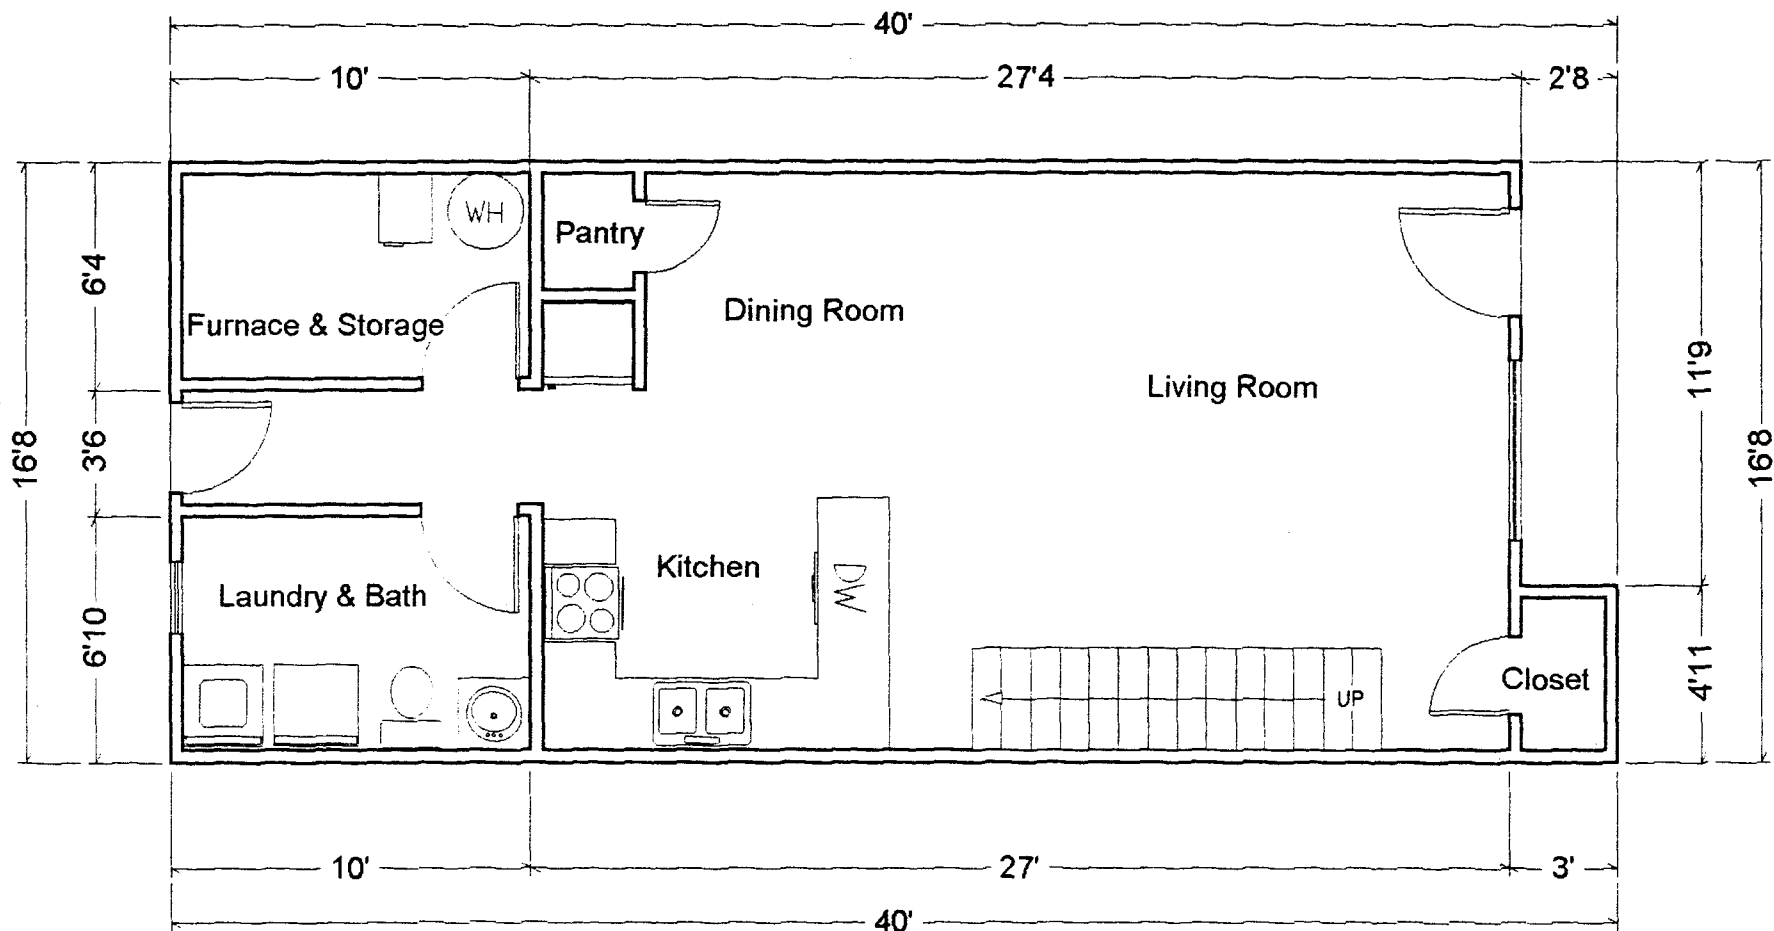 40'
10'
27'4
2'8
WH
Pantry
6'4
Furnace & Storage
Dining Room
Living Room
11'9
16'8
3'6
16'8
Kitchen
DW
Laundry & Bath
6'10
Closet
4'11
UP
10'
27'
3'
40'